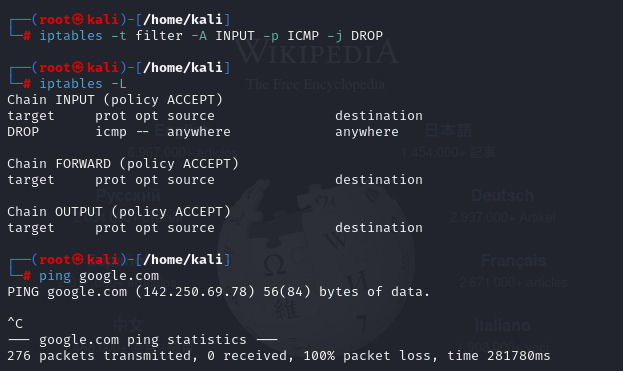 ┌──(root㉿kali)-[/home/kali]
└─# iptables -t filter -A INPUT -p ICMP -j DROP
WIKIPEDIA
The Free Encyclopedia
┌──(root㉿kali)-[/home/kali]
└─# iptables -L
Chain INPUT (policy ACCEPT)
target     prot opt source               destination
DROP       icmp -- anywhere             anywhere
日本語
Chain FORWARD (policy ACCEPT)
target     prot opt source               destination
Русский
Deutsch
Chain OUTPUT (policy ACCEPT)
target     prot opt source               destination
┌──(root㉿kali)-[/home/kali]
Français
└─# ping google.com
PING google.com (142.250.69.78) 56(84) bytes of data.
^C
中文
Italiano
--- google.com ping statistics ---
276 packets transmitted, 0 received, 100% packet loss, time 281780ms